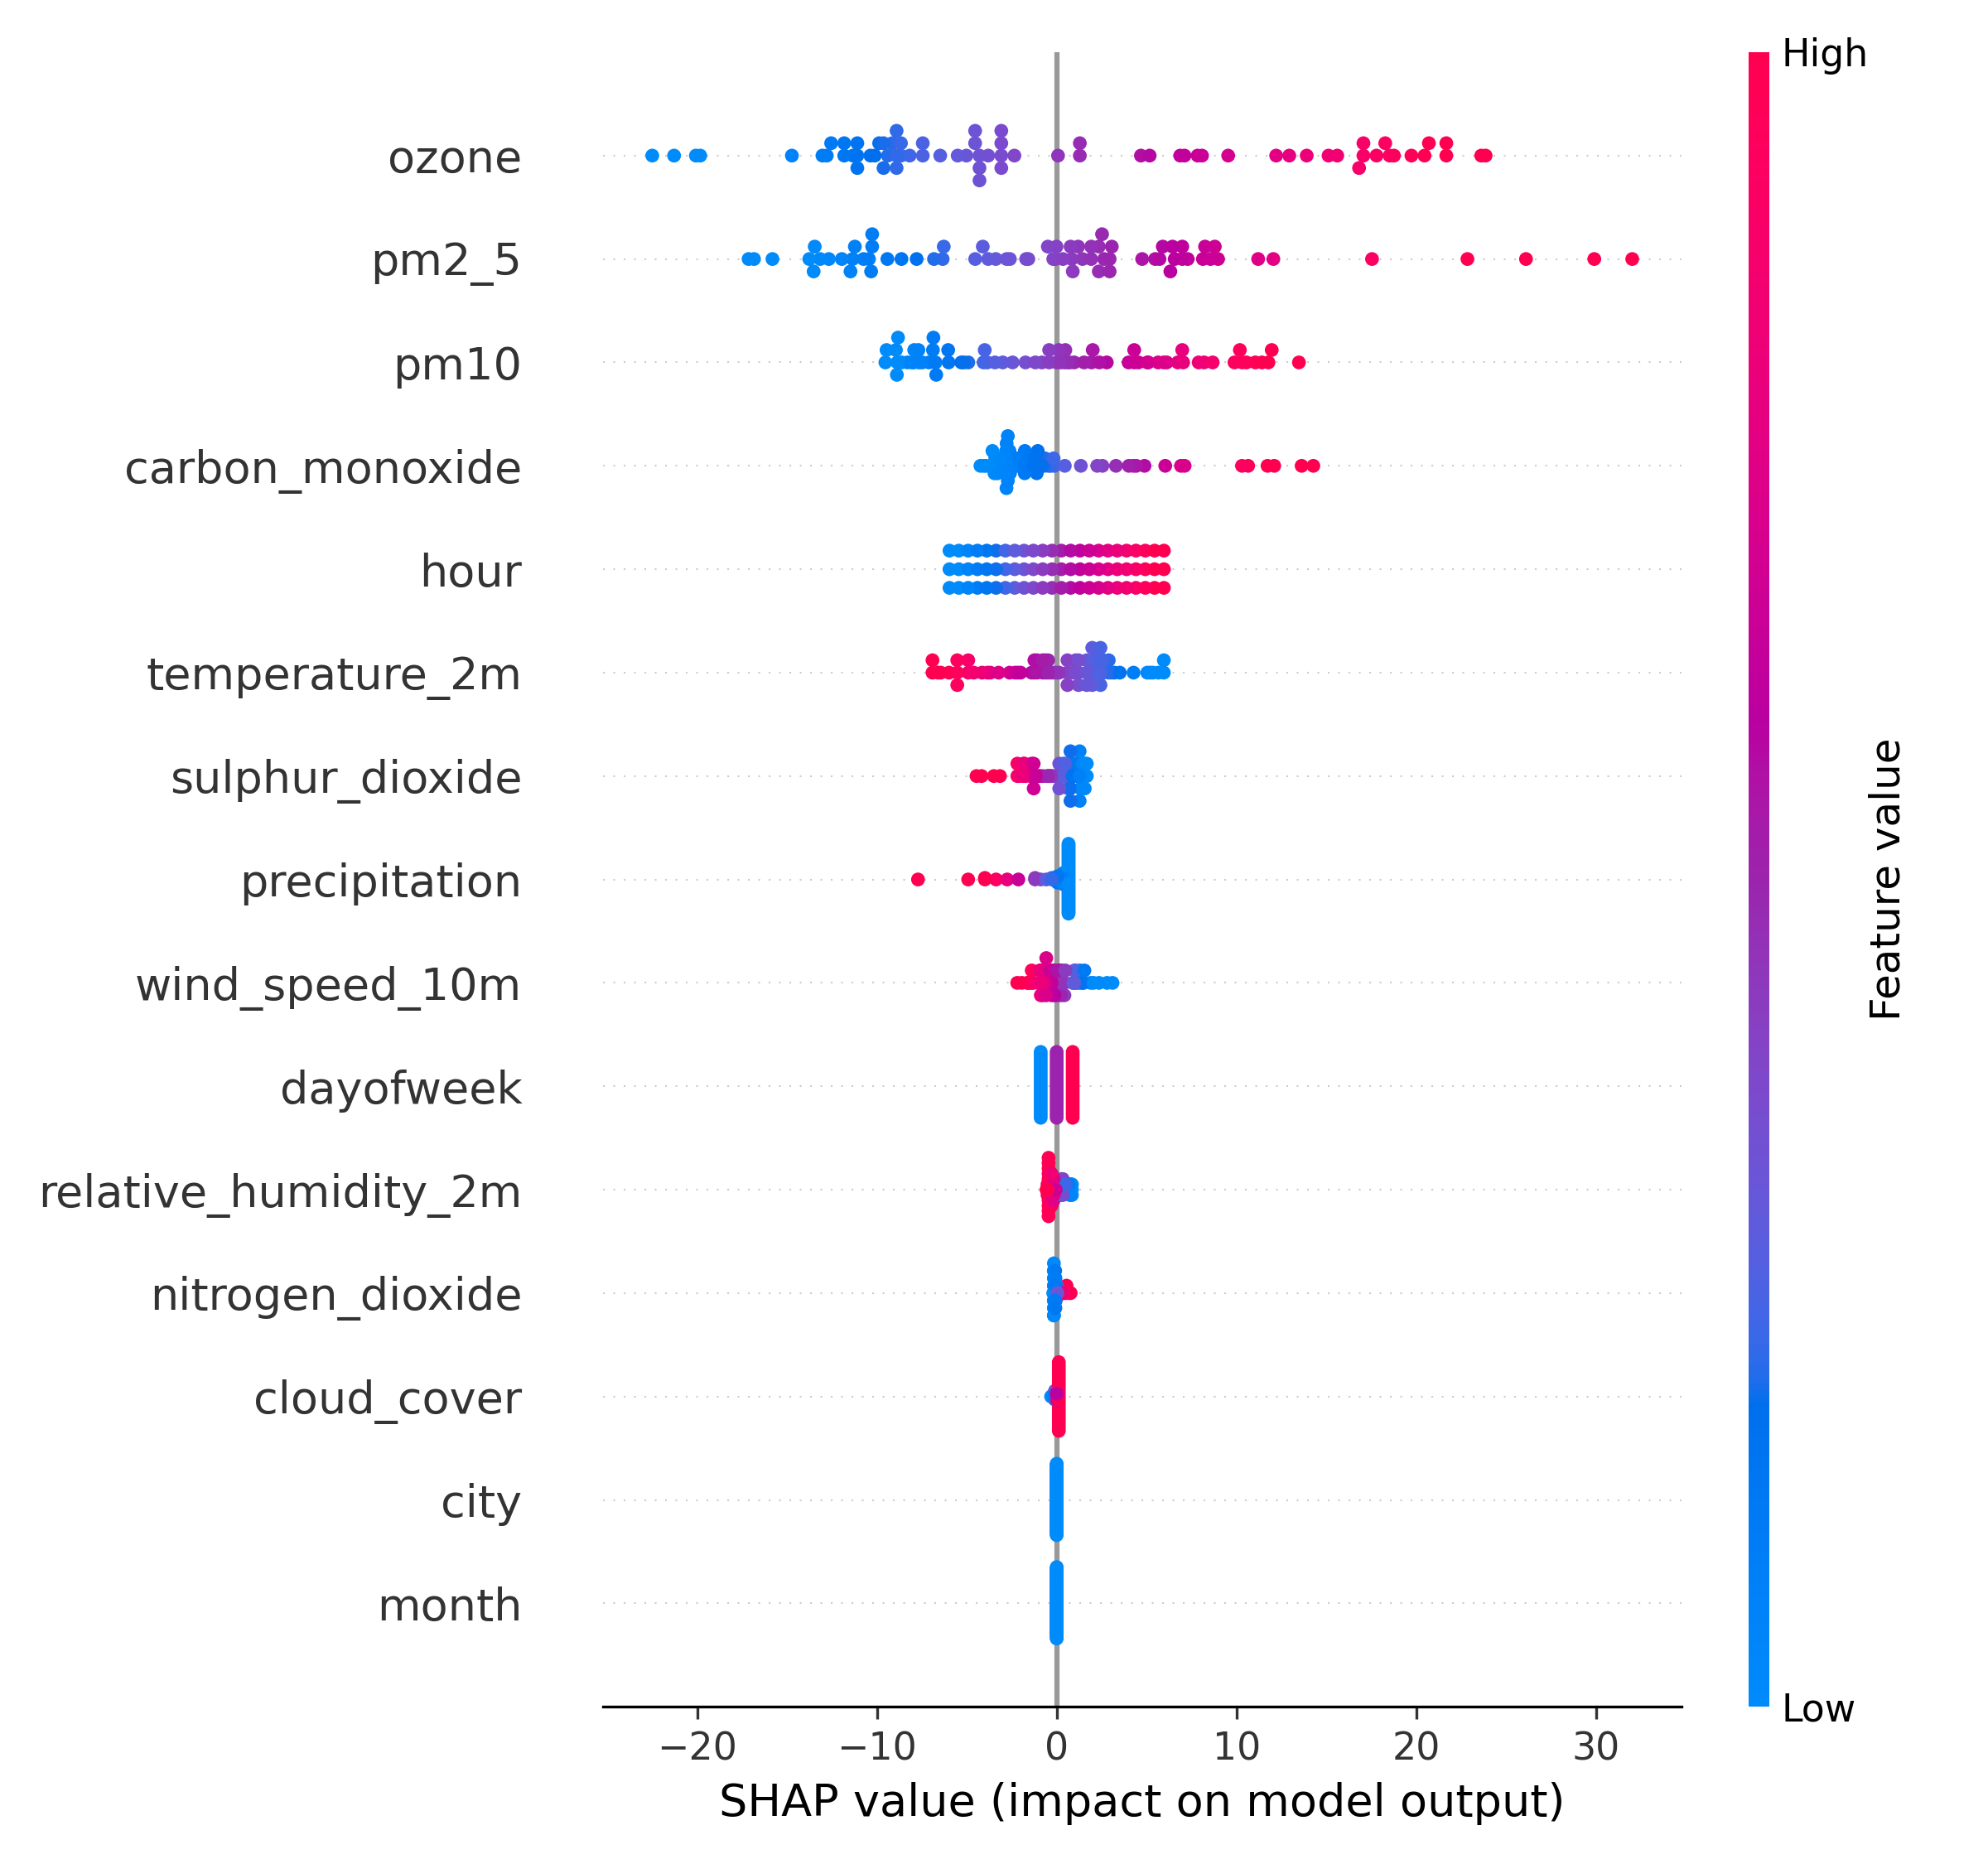 High
ozone
pm2_5
pm10
carbon_monoxide
hour
temperature_2m
sulphur_dioxide
precipitation
wind_speed_10m
dayofweek
relative_humidity_2m
nitrogen_dioxide
cloud_cover
city
month
Feature value
Low
−20 −10 0 10 20 30
SHAP value (impact on model output)